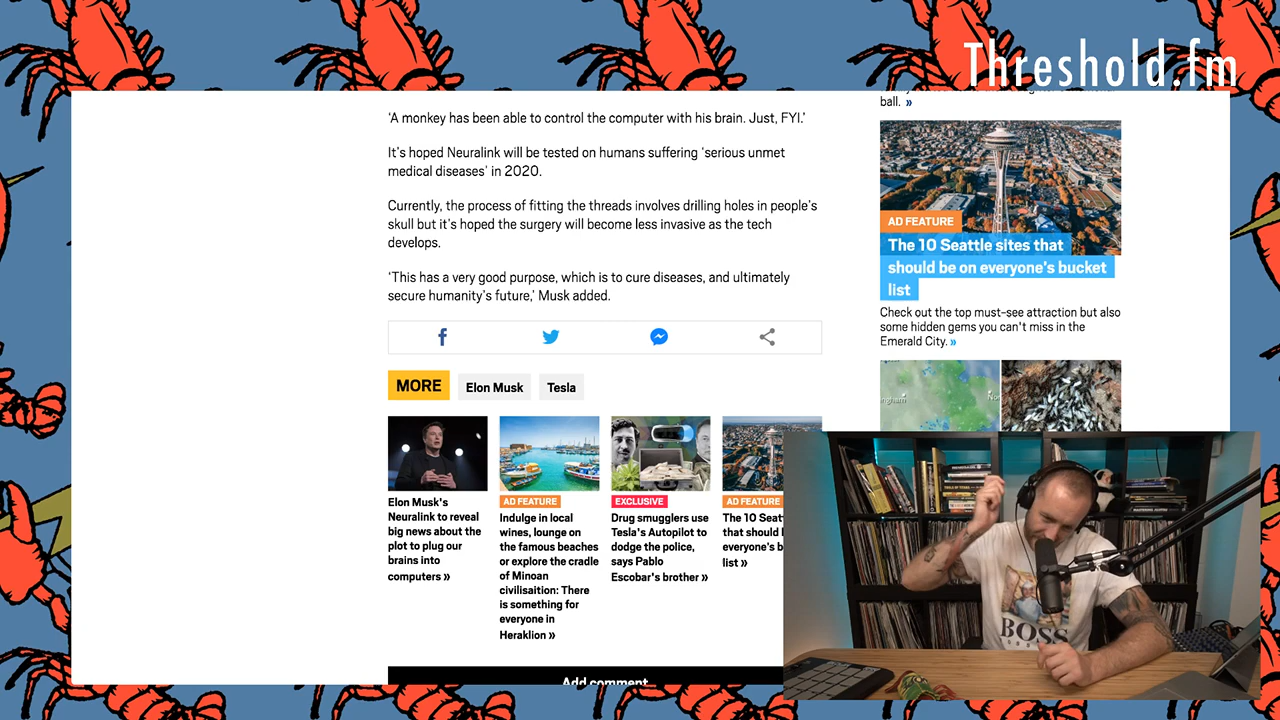 Threshold.fm
ball. »
'A monkey has been able to control the computer with his brain. Just, FYI.'
It's hoped Neuralink will be tested on humans suffering 'serious unmet
medical diseases' in 2020.
Currently, the process of fitting the threads involves drilling holes in people's
skull but it's hoped the surgery will become less invasive as the tech
develops.
'This has a very good purpose, which is to cure diseases, and ultimately
secure humanity's future,' Musk added.
MORE
Elon Musk
Tesla
Elon Musk's
Neuralink to reveal
big news about the
plot to plug our
brains into
computers »
AD FEATURE
Indulge in local
wines, lounge on
the famous beaches
or explore the cradle
of Minoan
civilisaition: There
is something for
everyone in
Heraklion »
EXCLUSIVE
Drug smugglers use
Tesla's Autopilot to
dodge the police,
says Pablo
Escobar's brother »
AD FEATURE
The 10 Seat
that should
everyone's b
list »
Add comment
AD FEATURE
The 10 Seattle sites that
should be on everyone's bucket
list
Check out the top must-see attraction but also
some hidden gems you can't miss in the
Emerald City. »
ingham
BOSS